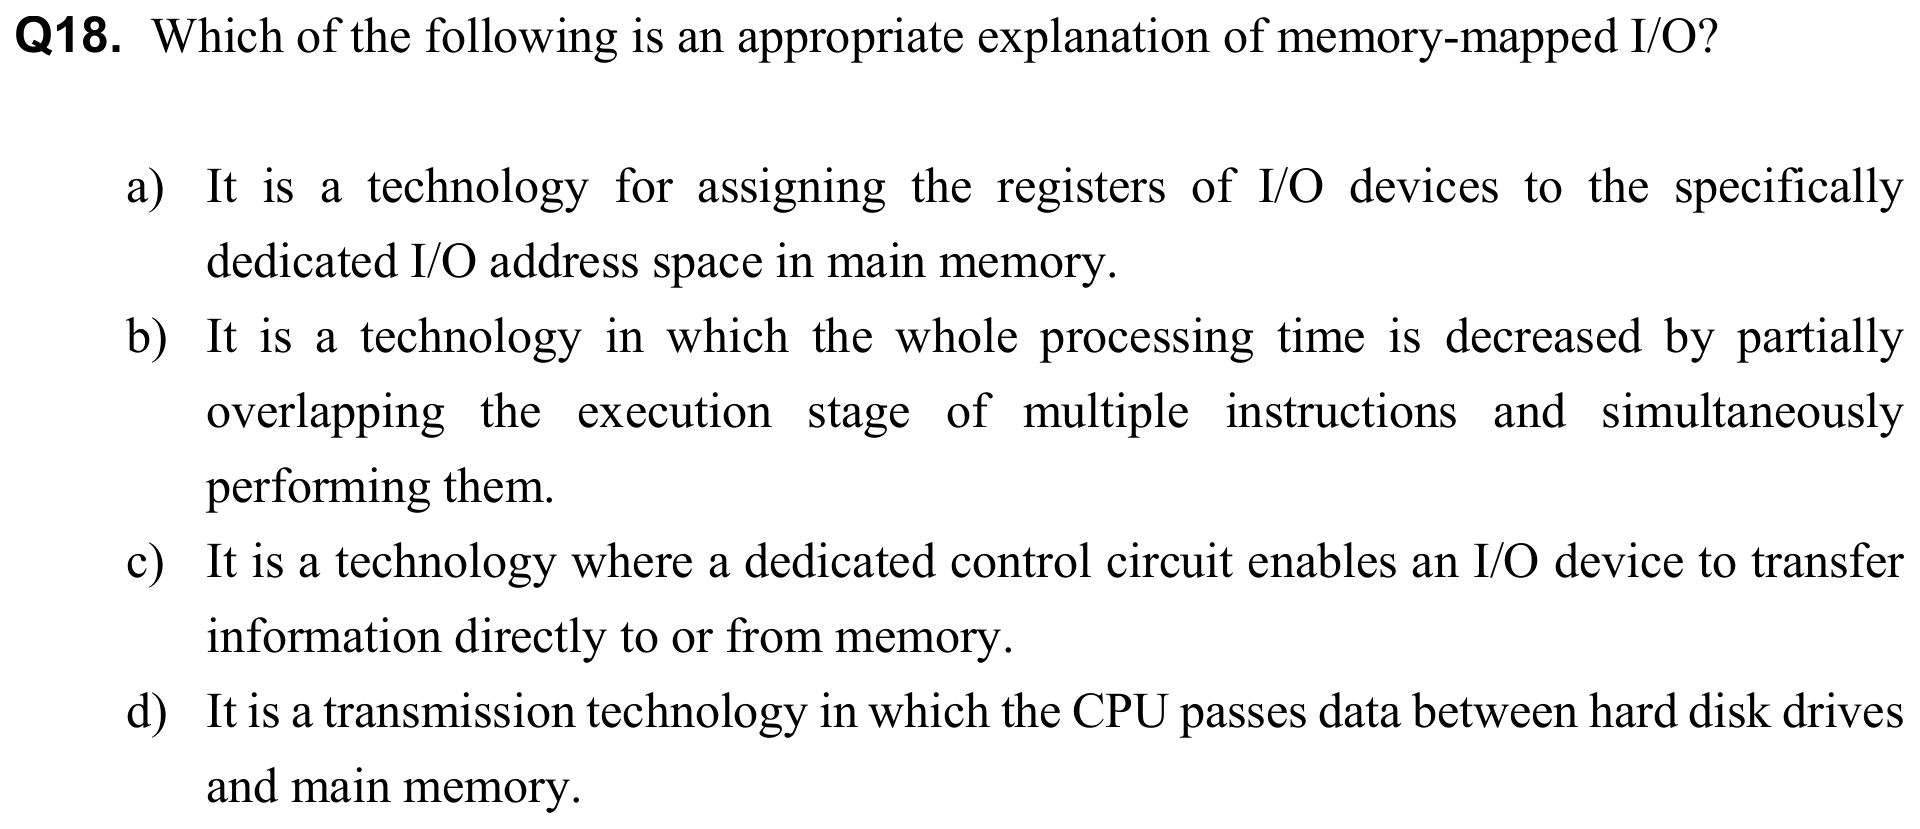 Q18. Which of the following is an appropriate explanation of memory-mapped I/O?
a) It is a technology for assigning the registers of I/O devices to the specifically
dedicated I/O address space in main memory.
b) It is a technology in which the whole processing time is decreased by partially
overlapping the execution stage of multiple instructions and simultaneously
performing them.
c) It is a technology where a dedicated control circuit enables an I/O device to transfer
information directly to or from memory.
d) It is a transmission technology in which the CPU passes data between hard disk drives
and main memory.